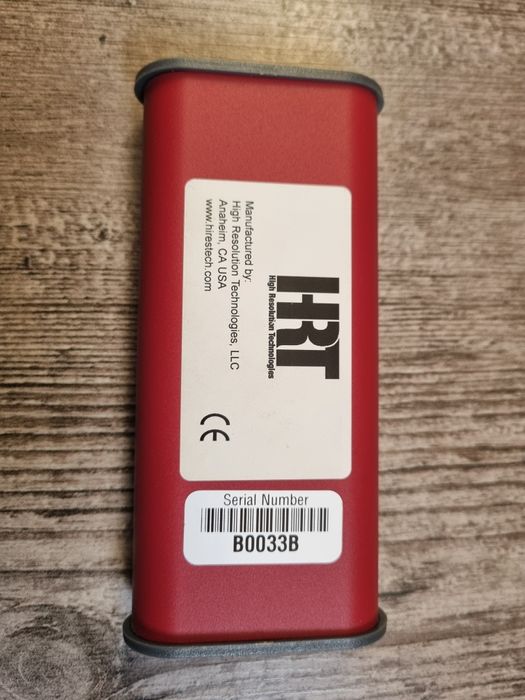 HRT
High Resolution Technologies
Manufactured by:
High Resolution Technologies, LLC
Anaheim, CA USA
www.hirestech.com
CE
Serial Number
B0033B